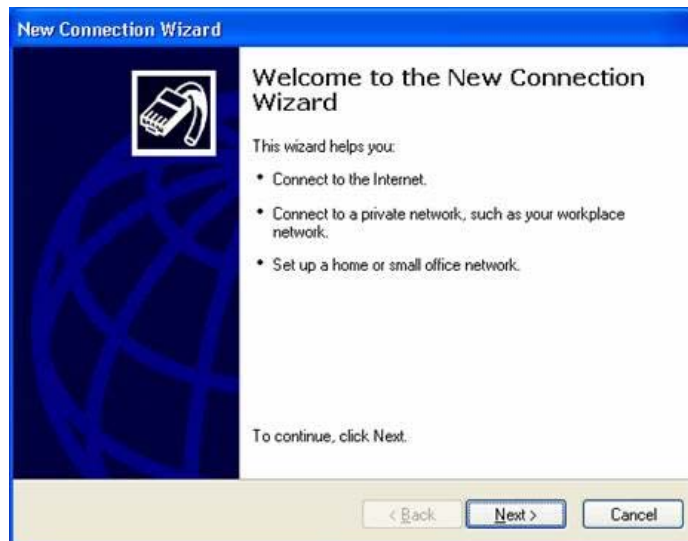 New Connection Wizard
Welcome to the New Connection
Wizard
This wizard helps you:
• Connect to the Internet.
• Connect to a private network, such as your workplace
network.
• Set up a home or small office network.
To continue, click Next.
< Back Next > Cancel